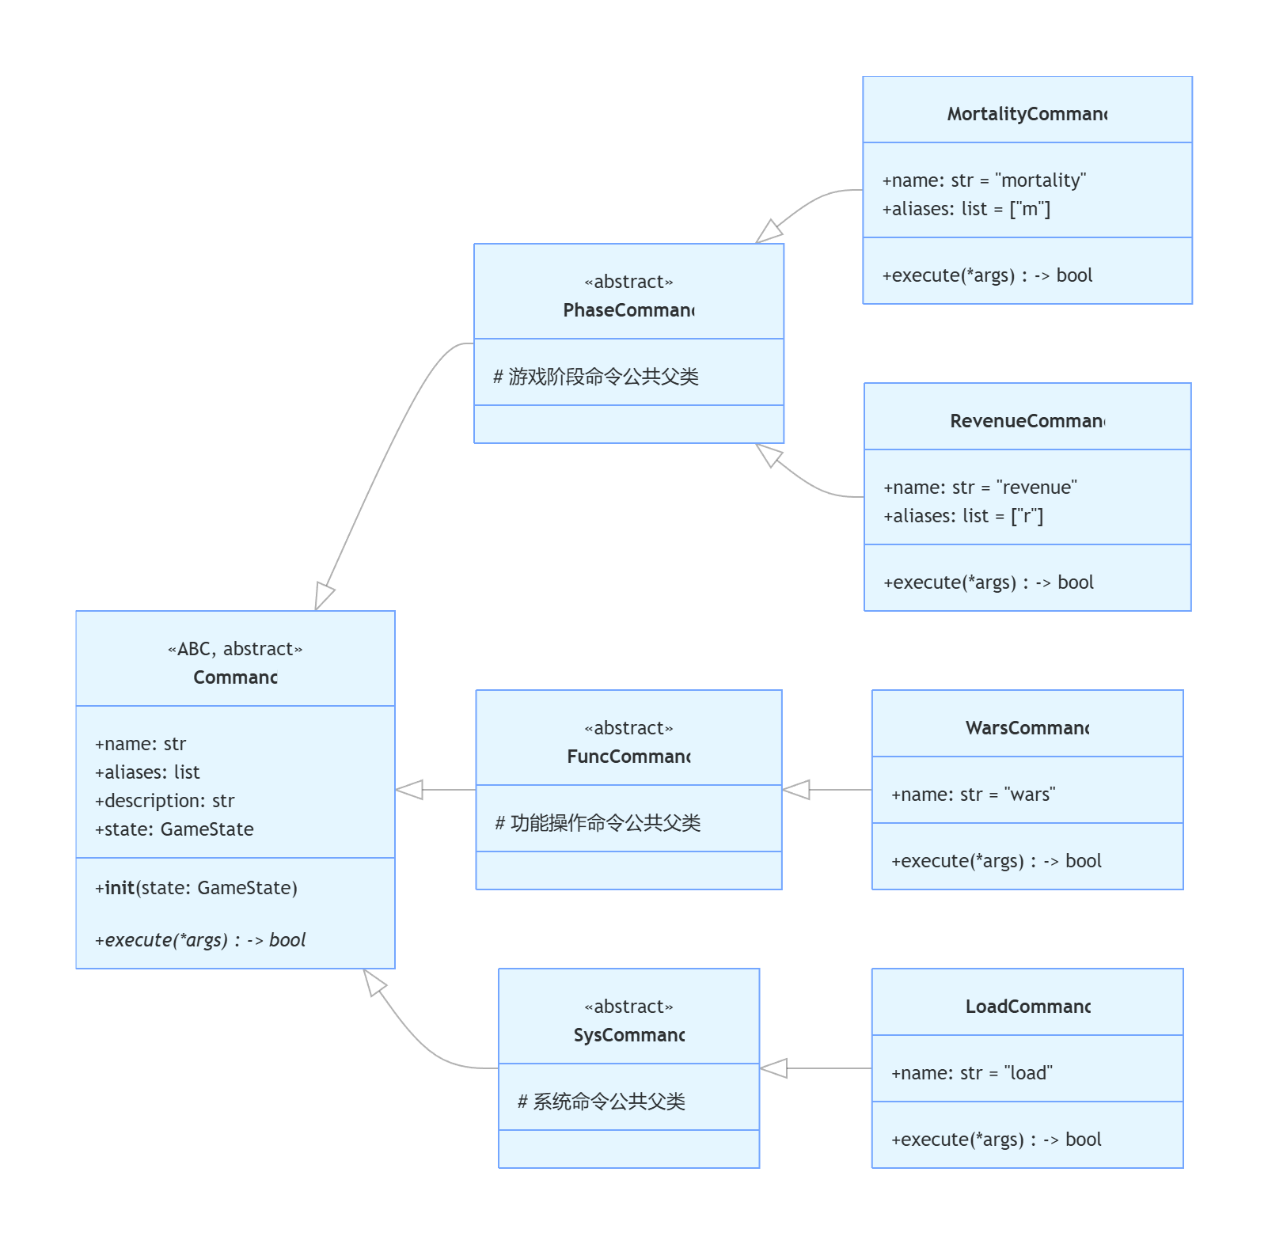 MortalityComman
+name: str = "mortality"
+aliases: list = ["m"]
+execute(*args) : -> bool
«abstract»
PhaseComman
# 游戏阶段命令公共父类
RevenueComman
+name: str = "revenue"
+aliases: list = ["r"]
+execute(*args) : -> bool
«ABC, abstract»
Comman
+name: str
+aliases: list
+description: str
+state: GameState
+init(state: GameState)
+execute(*args) : -> bool
«abstract»
FuncComman
# 功能操作命令公共父类
WarsComman
+name: str = "wars"
+execute(*args) : -> bool
«abstract»
SysComman
# 系统命令公共父类
LoadComman
+name: str = "load"
+execute(*args) : -> bool